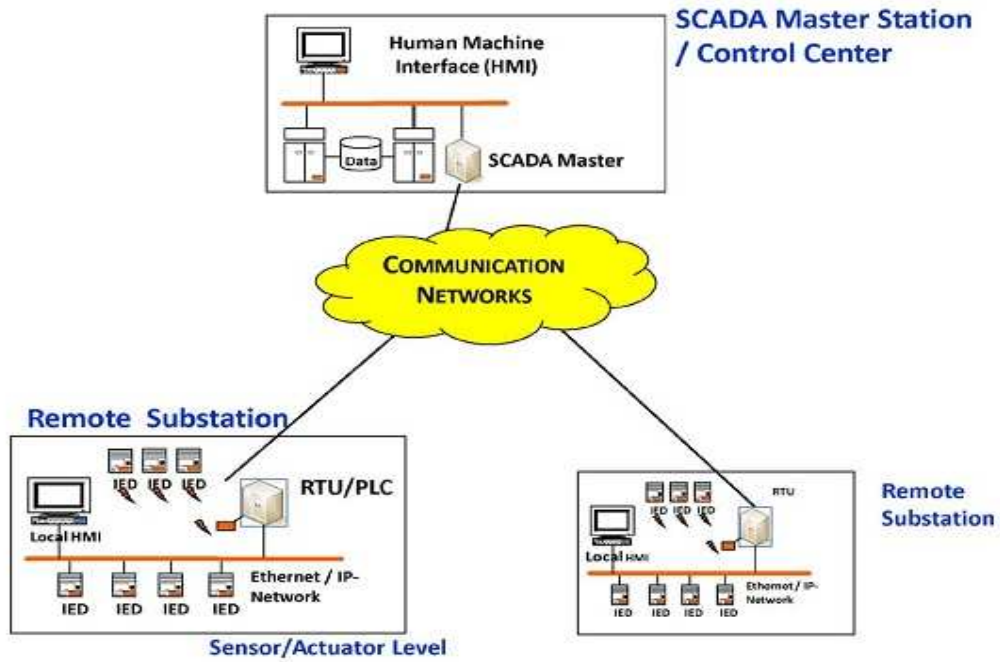 SCADA Master Station
/ Control Center
Human Machine
Interface (HMI)
Data
SCADA Master
COMMUNICATION
NETWORKS
Remote Substation
IED IED IED
RTU/PLC
Local HMI
Ethernet / IP-
Network
IED IED IED IED
Sensor/Actuator Level
RTU
IED IED IED
Local HMI
Ethernet / IP-
Network
IED IED IED IED
Remote
Substation